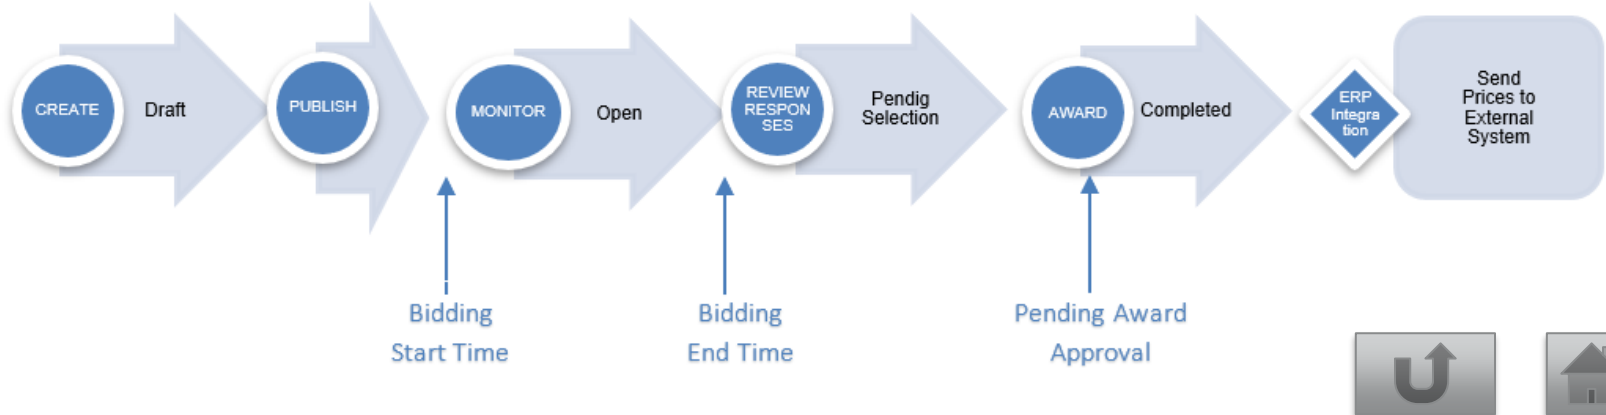 CREATE
Draft
PUBLISH
MONITOR
Open
REVIEW
RESPON
SES
Pendig
Selection
AWARD
Completed
ERP
Integra
tion
Send
Prices to
External
System
Bidding
Start Time
Bidding
End Time
Pending Award
Approval